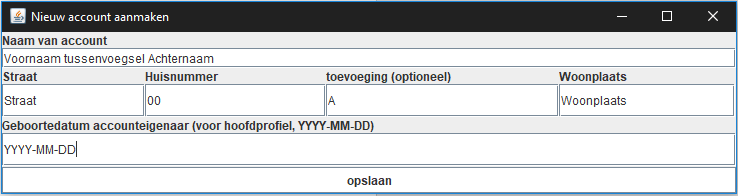 Nieuw account aanmaken
Naam van account
Voornaam tussenvoegsel Achternaam
Straat Huisnummer toevoeging (optioneel) Woonplaats
Straat 00 A Woonplaats
Geboortedatum accounteigenaar (voor hoofdprofiel, YYYY-MM-DD)
YYYY-MM-DD
opslaan